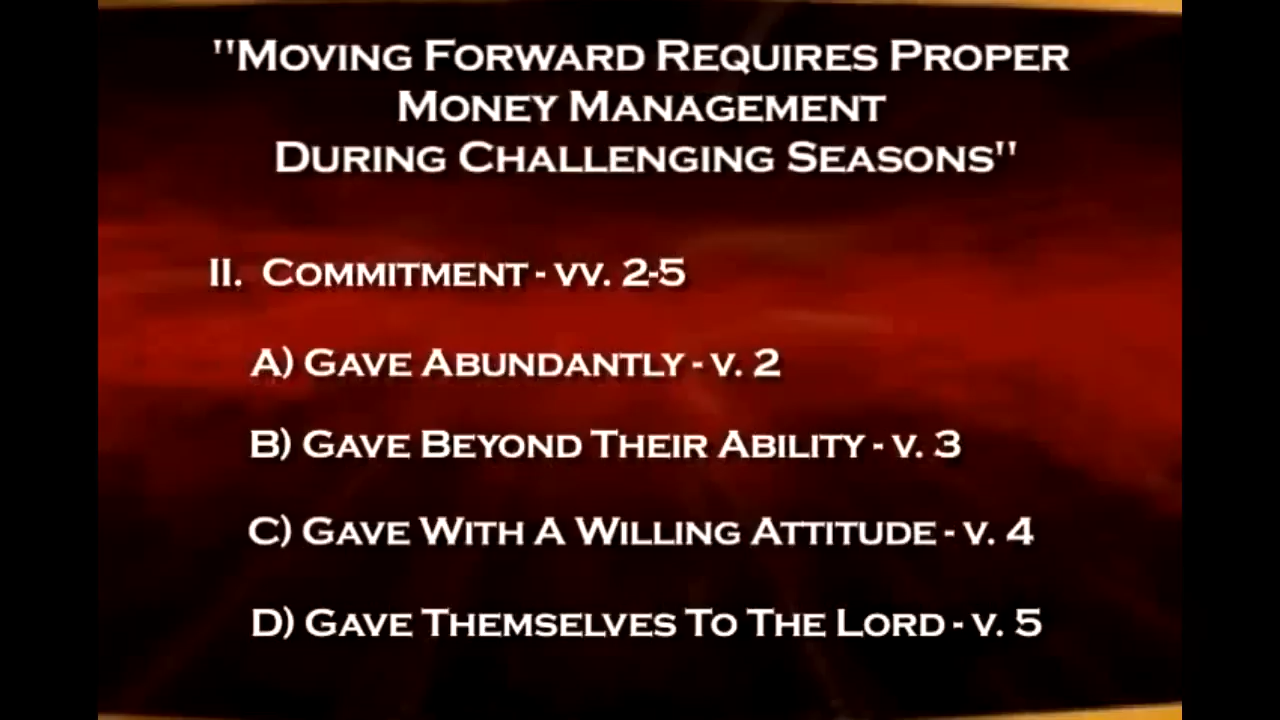 "Moving Forward Requires Proper
Money Management
During Challenging Seasons"
II. Commitment - vv. 2-5
A) Gave Abundantly - v. 2
B) Gave Beyond Their Ability - v. 3
C) Gave With A Willing Attitude - v. 4
D) Gave Themselves To The Lord - v. 5